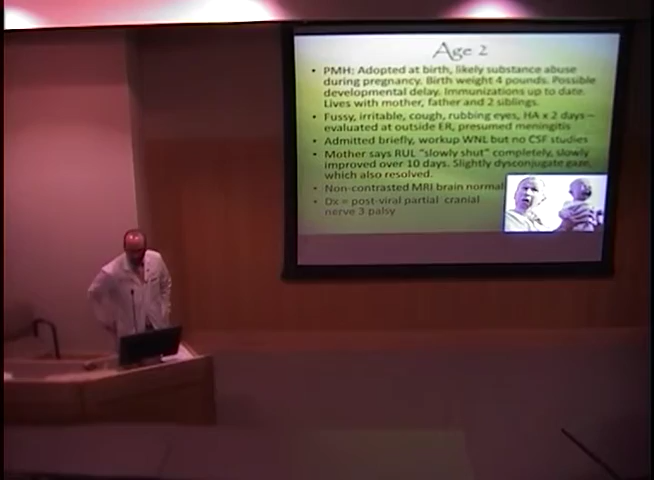 Age 2
• PMH: Adopted at birth, likely substance abuse
during pregnancy. Birth weight 4 pounds. Possible
developmental delay. Immunizations up to date.
Lives with mother, father and 2 siblings.
• Fussy, irritable, cough, rubbing eyes, HA x 2 days –
evaluated at outside ER, presumed meningitis
• Admitted briefly, workup WNL but no CSF studies
• Mother says RUL "slowly shut" completely, slowly
improved over 10 days. Slightly dysconjugate gaze,
which also resolved.
• Non-contrasted MRI brain normal
• Dx = post-viral partial cranial
nerve 3 palsy